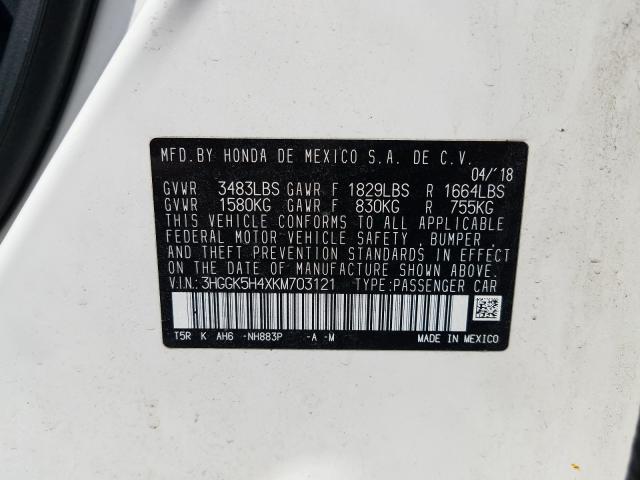 MFD.BY HONDA DE MEXICO S.A. DE C.V.
04/'18
GVWR 3483LBS GAWR F 1829LBS R 1664LBS
GVWR 1580KG GAWR F 830KG R 755KG
THIS VEHICLE CONFORMS TO ALL APPLICABLE
FEDERAL MOTOR VEHICLE SAFETY , BUMPER ,
AND THEFT PREVENTION STANDARDS IN EFFECT
ON THE DATE OF MANUFACTURE SHOWN ABOVE.
V.I.N.: 3HGGK5H4XKM703121 TYPE:PASSENGER CAR
T5R K AH6 -NH883P -A -M MADE IN MEXICO